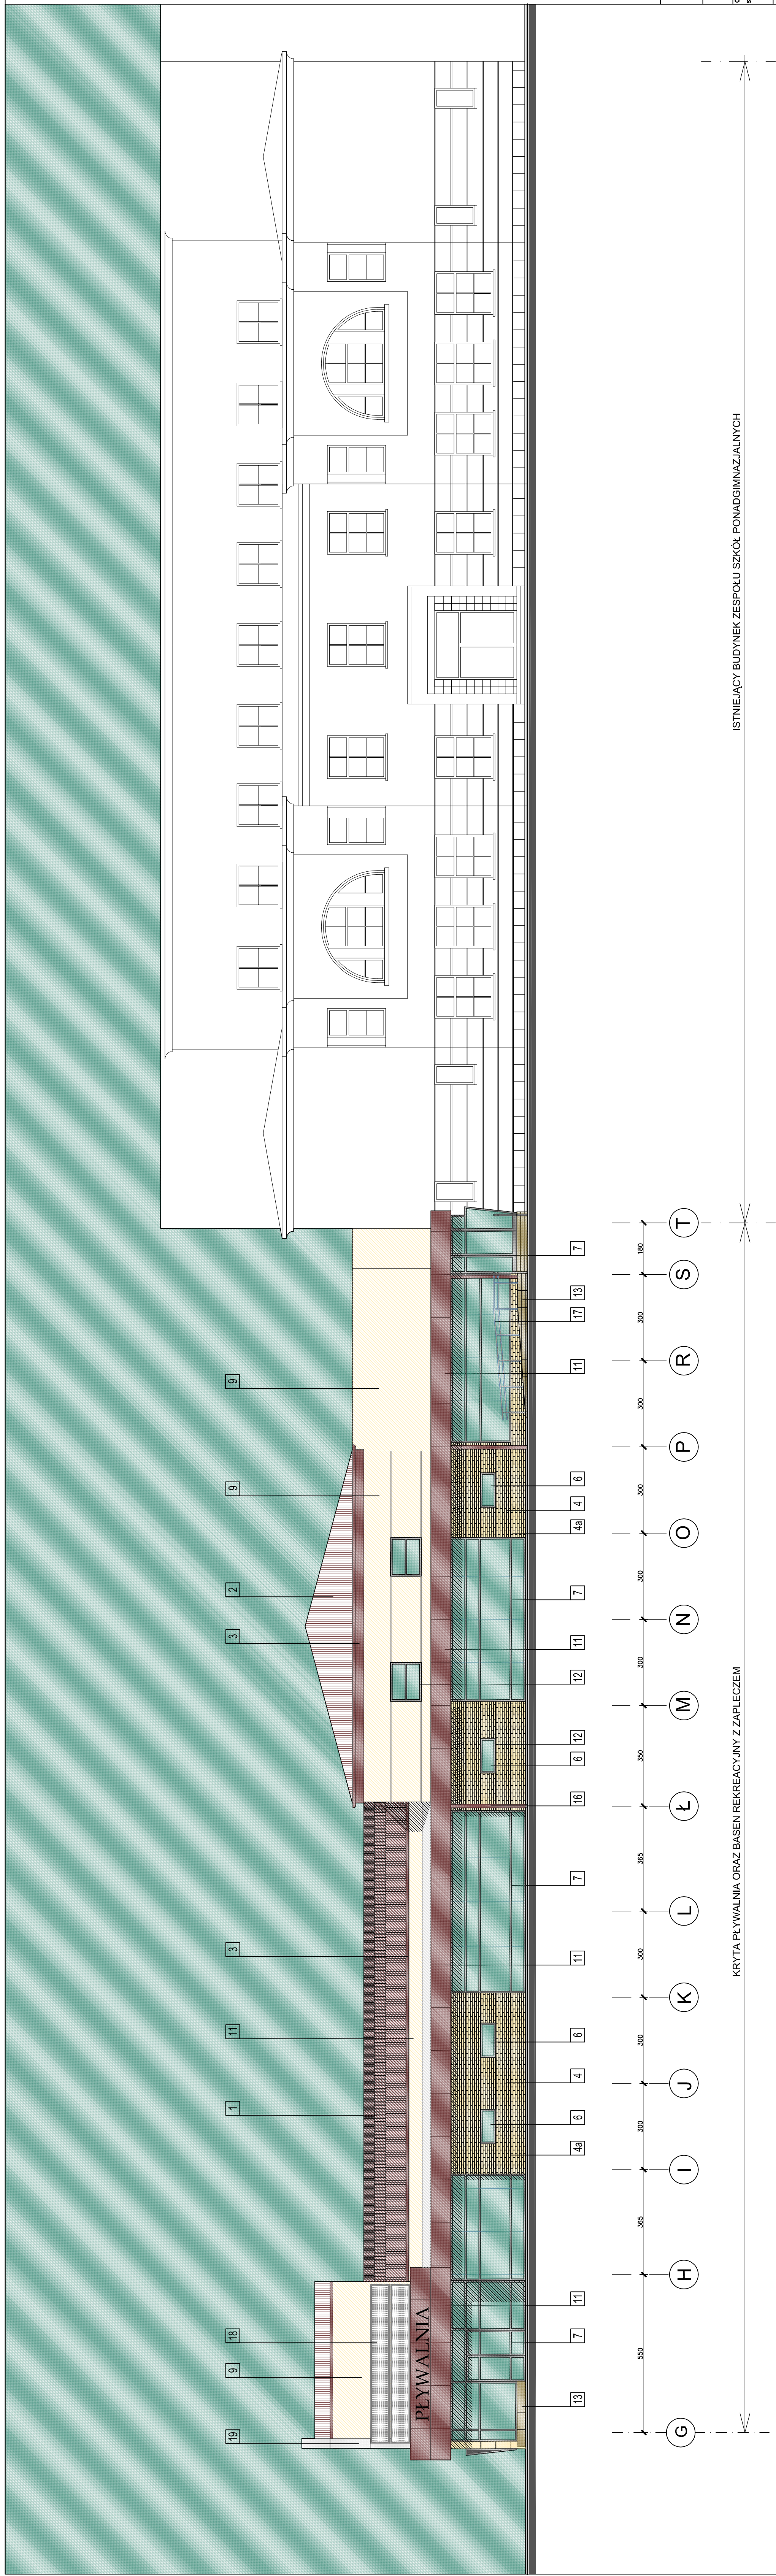 19 9 18 1 11 3 3 2 9 9
PŁYWALNIA
13 7 11 4a 6 4 6 11 7 16 6 12 12 11 7 4a 4 6 11 17 13 7
550 365 300 300 300 365 350 300 300 300 300 300 180
G H I J K L Ł M N O P R S T
KRYTA PŁYWALNIA ORAZ BASEN REKREACYJNY Z ZAPLECZEM
ISTNIEJĄCY BUDYNEK ZESPOŁU SZKÓŁ PONADGIMNAZJALNYCH